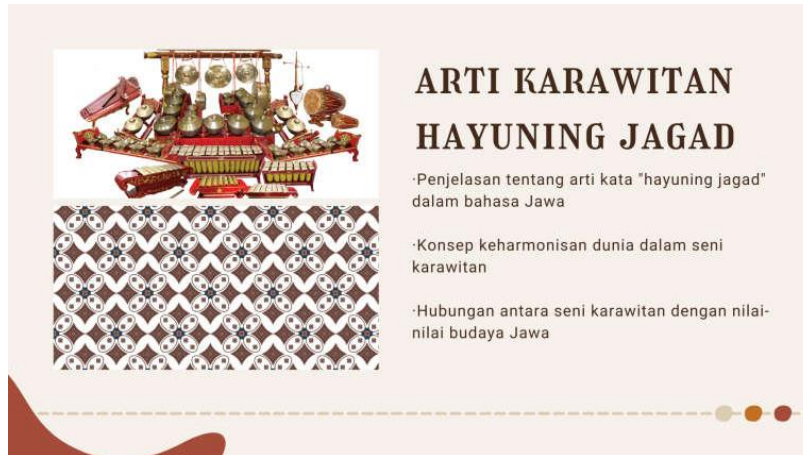 ARTI KARAWITAN
HAYUNING JAGAD
·Penjelasan tentang arti kata "hayuning jagad"
dalam bahasa Jawa
·Konsep keharmonisan dunia dalam seni
karawitan
·Hubungan antara seni karawitan dengan nilai-
nilai budaya Jawa